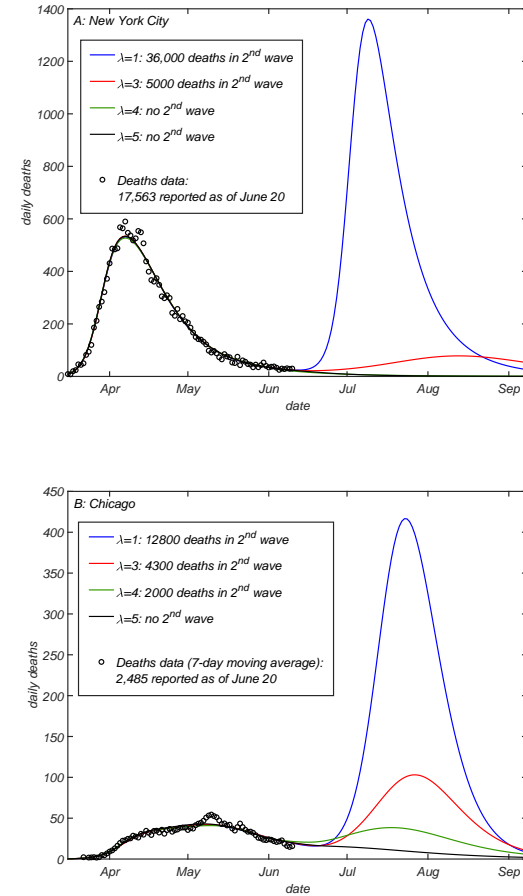 A: New York City
λ=1: 36,000 deaths in 2nd wave
λ=3: 5000 deaths in 2nd wave
λ=4: no 2nd wave
λ=5: no 2nd wave
Deaths data:
17,563 reported as of June 20
1400
1200
1000
800
600
400
200
0
daily deaths
Apr May Jun Jul Aug Sep
date
B: Chicago
λ=1: 12800 deaths in 2nd wave
λ=3: 4300 deaths in 2nd wave
λ=4: 2000 deaths in 2nd wave
λ=5: no 2nd wave
Deaths data (7-day moving average):
2,485 reported as of June 20
450
400
350
300
250
200
150
100
50
0
daily deaths
Apr May Jun Jul Aug Sep
date